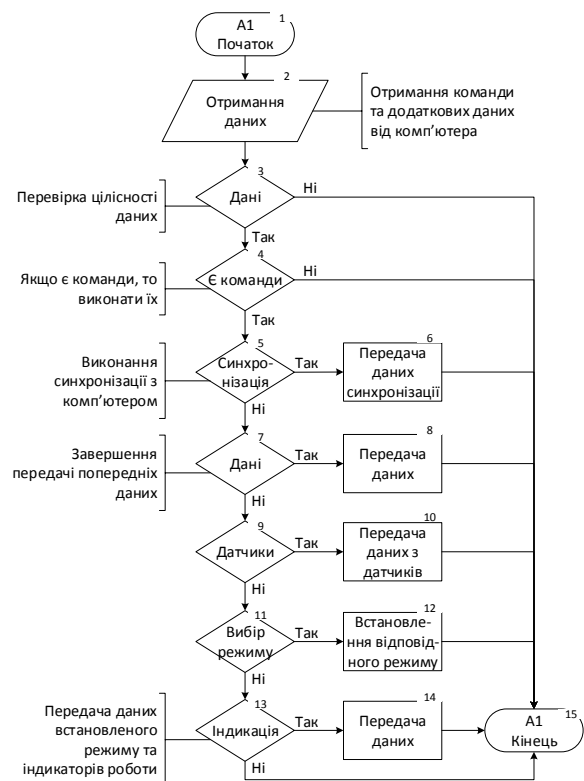 1
А1
Початок
2
Отримання
даних
Отримання команди
та додаткових даних
від комп’ютера
3
Дані
Ні
Перевірка цілісності
даних
Так
4
Є команди
Ні
Якщо є команди, то
виконати їх
Так
5
Синхро-
нізація
Так
6
Передача
даних
синхронізації
Виконання
синхронізації з
комп’ютером
Ні
7
Дані
Так
8
Передача
даних
Завершення
передачі попередніх
даних
Ні
9
Датчики
Так
10
Передача
даних з
датчиків
Ні
11
Вибір
режиму
Так
12
Встановле-
ння відповід-
ного режиму
Ні
13
Індикація
Так
14
Передача
даних
15
А1
Кінець
Передача даних
встановленого
режиму та
індикаторів роботи
Ні